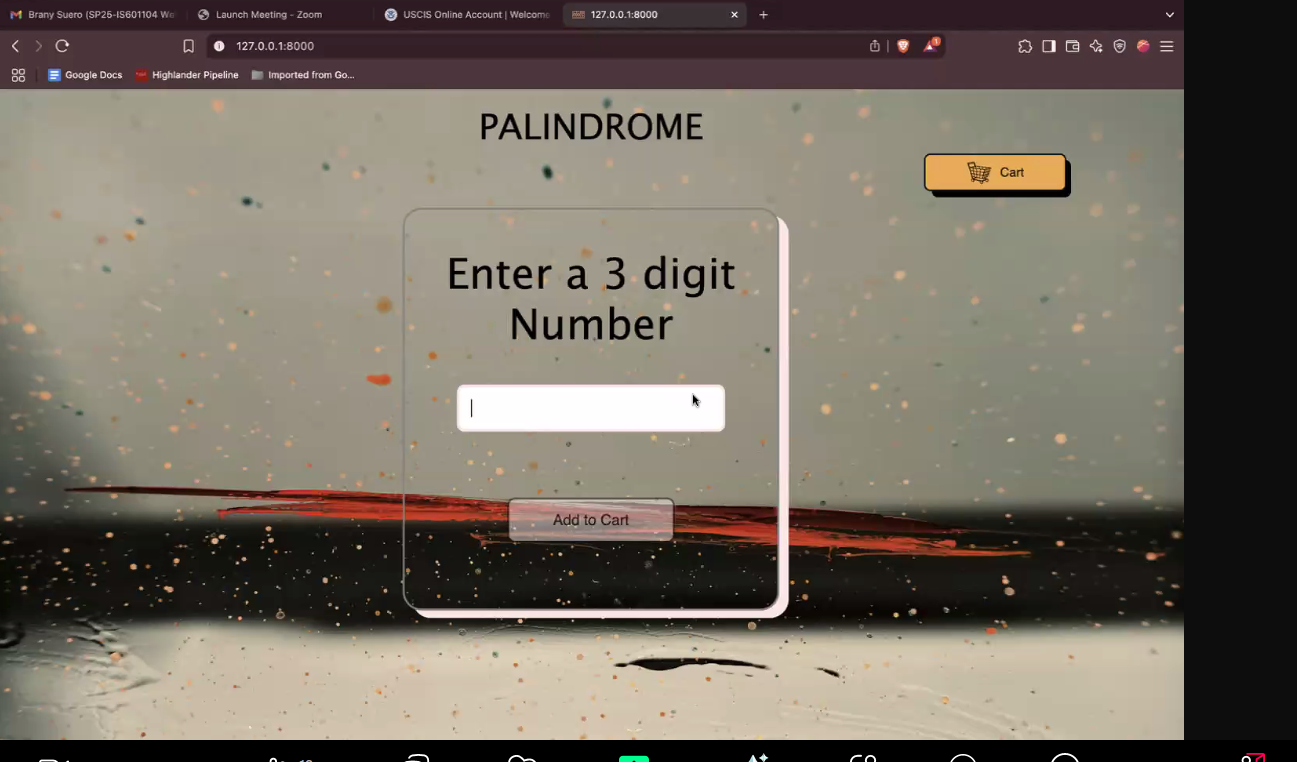 Brany Suero (SP25-IS601104 We
Launch Meeting - Zoom
USCIS Online Account | Welcome
127.0.0.1:8000
127.0.0.1:8000
1
Google Docs
Highlander Pipeline
Imported from Go...
PALINDROME
Cart
Enter a 3 digit
Number
Add to Cart